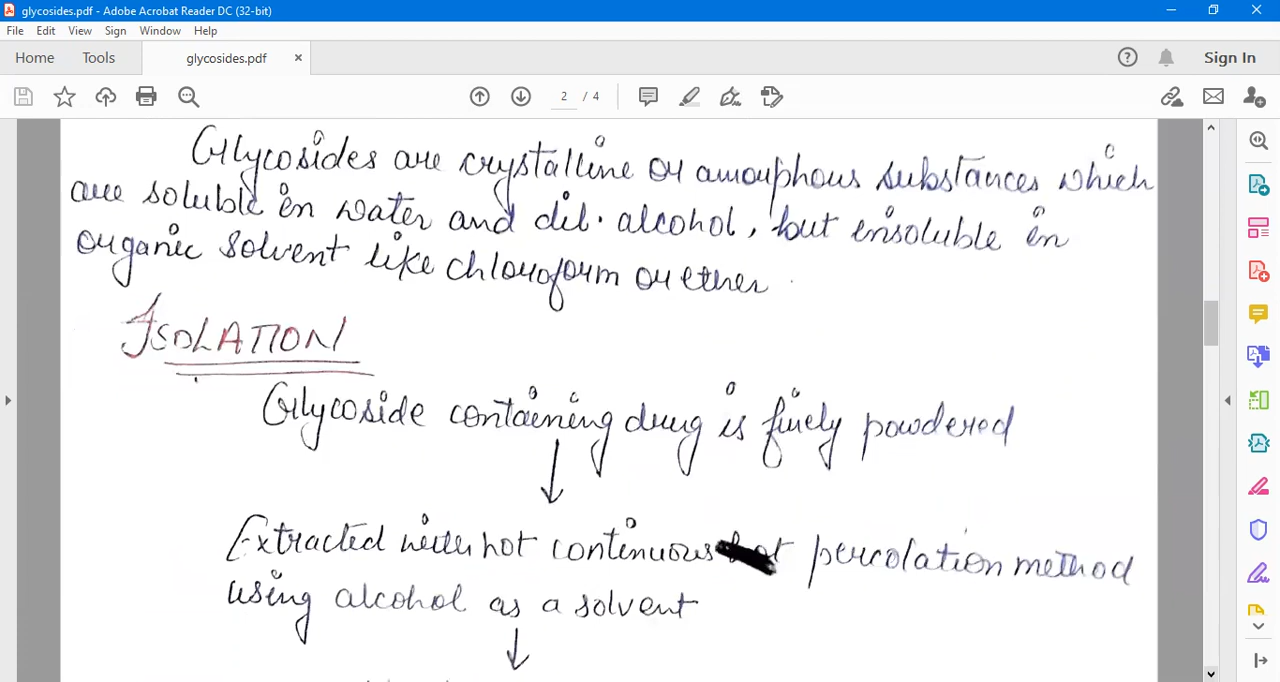 glycosides.pdf - Adobe Acrobat Reader DC (32-bit)
File Edit View Sign Window Help
Home Tools glycosides.pdf × Sign In
2 / 4
Glycosides are crystalline or amorphous substances which
are soluble in water and dil. alcohol, but insoluble in
organic solvent like chloroform or ether
ISOLATION
Glycoside containing drug is finely powdered
Extracted with hot continuous percolation method
using alcohol as a solvent